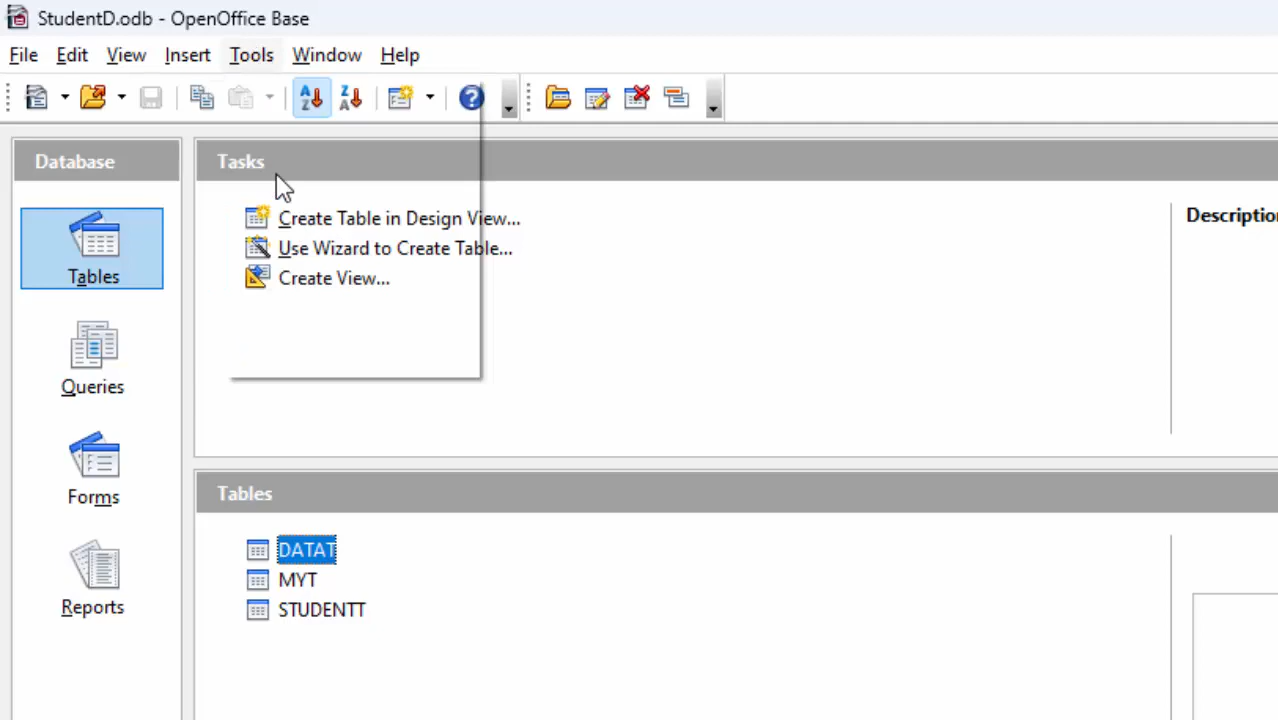 StudentD.odb - OpenOffice Base
File Edit View Insert Tools Window Help
Database
Tasks
Tables
Queries
Forms
Reports
Create Table in Design View...
Use Wizard to Create Table...
Create View...
Descriptio
Tables
DATAT
MYT
STUDENTT